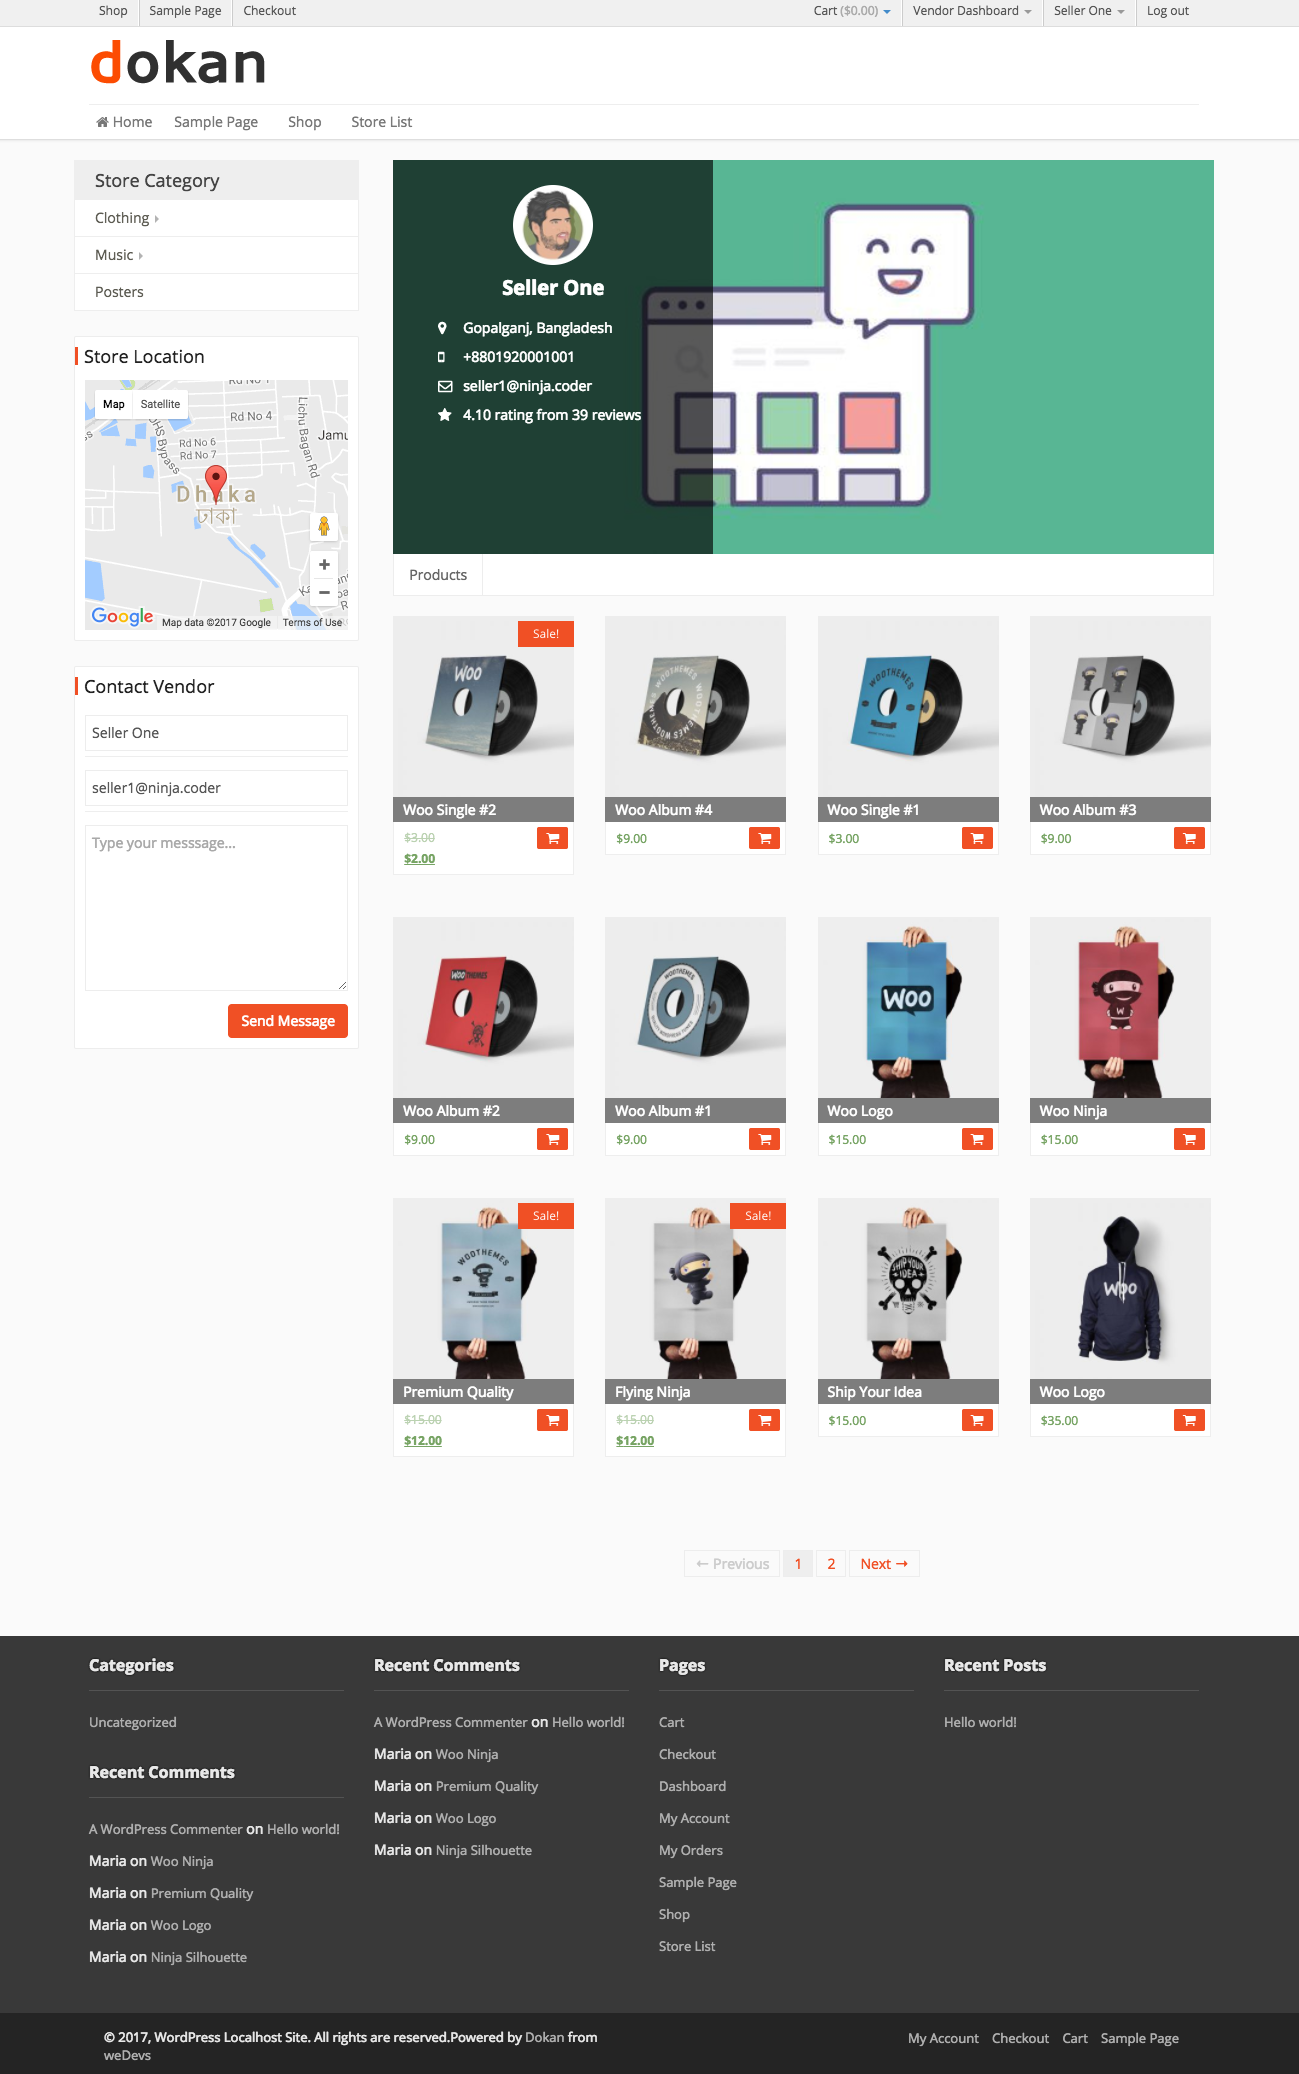 Shop
Sample Page
Checkout
Cart ($0.00)
Vendor Dashboard
Seller One
Log out
dokan
Home
Sample Page
Shop
Store List
Store Category
Clothing
Music
Posters
Store Location
Map
Satellite
Rd No 4
Rd No 6
Rd No 7
Lichu Bagan Rd
Jamu
Dhaka
ঢাকা
Google
Map data ©2017 Google
Terms of Use
Contact Vendor
Seller One
seller1@ninja.coder
Type your messsage...
Send Message
Seller One
Gopalganj, Bangladesh
+8801920001001
seller1@ninja.coder
4.10 rating from 39 reviews
Products
Sale!
WOO
WOOTHEMES
WOOTHEMES
Woo Single #2
Woo Album #4
Woo Single #1
Woo Album #3
$3.00
$2.00
$9.00
$3.00
$9.00
WOOTHEMES
WOOTHEMES
WOO
W
Woo Album #2
Woo Album #1
Woo Logo
Woo Ninja
$9.00
$9.00
$15.00
$15.00
Sale!
Sale!
WOOTHEMES
SHIP YOUR
IDEA
Woo
Premium Quality
Flying Ninja
Ship Your Idea
Woo Logo
$15.00
$12.00
$15.00
$12.00
$15.00
$35.00
← Previous
1
2
Next →
Categories
Uncategorized
Recent Comments
A WordPress Commenter on Hello world!
Maria on Woo Ninja
Maria on Premium Quality
Maria on Woo Logo
Maria on Ninja Silhouette
Recent Comments
A WordPress Commenter on Hello world!
Maria on Woo Ninja
Maria on Premium Quality
Maria on Woo Logo
Maria on Ninja Silhouette
Pages
Cart
Checkout
Dashboard
My Account
My Orders
Sample Page
Shop
Store List
Recent Posts
Hello world!
© 2017, WordPress Localhost Site. All rights are reserved.Powered by Dokan from
weDevs
My Account
Checkout
Cart
Sample Page